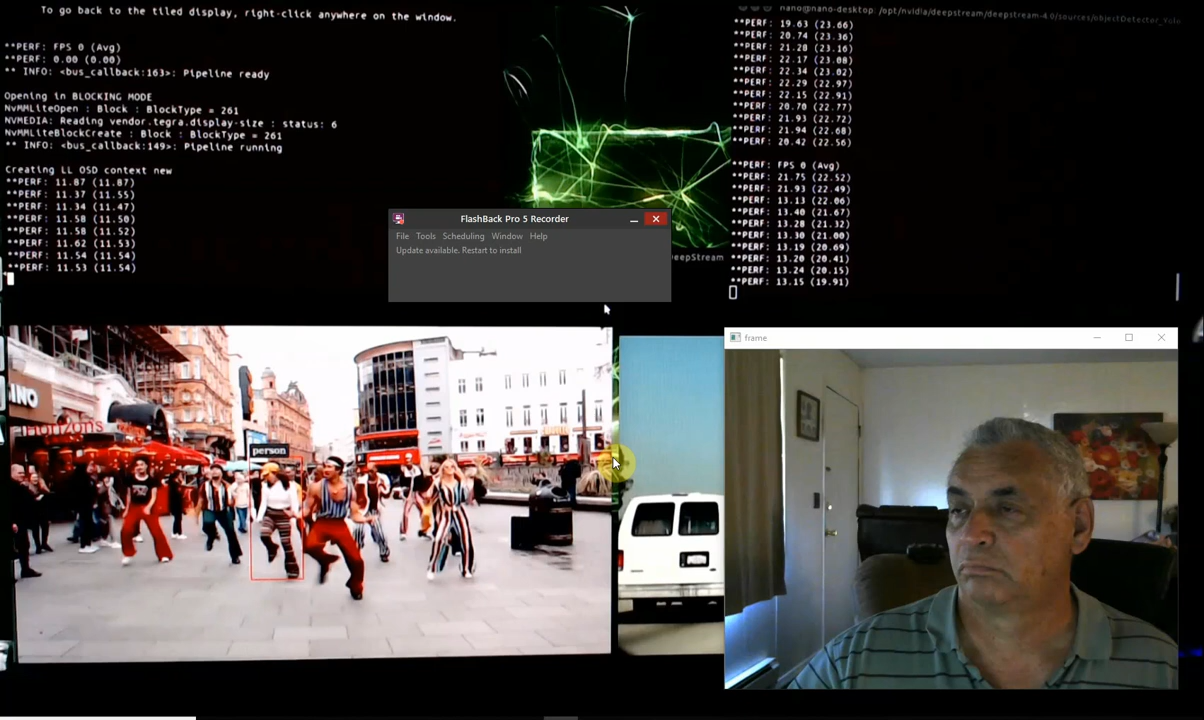 To go back to the tiled display, right-click anywhere on the window.
**PERF: FPS 0 (Avg)
**PERF: 0.00 (0.00)
** INFO: <bus_callback:163>: Pipeline ready
Opening in BLOCKING MODE
NvMMLiteOpen : Block : BlockType = 261
NVMEDIA: Reading vendor.tegra.display-size : status: 6
NvMMLiteBlockCreate : Block : BlockType = 261
** INFO: <bus_callback:149>: Pipeline running
Creating LL OSD context new
**PERF: 11.87 (11.87)
**PERF: 11.37 (11.55)
**PERF: 11.34 (11.47)
**PERF: 11.58 (11.50)
**PERF: 11.58 (11.52)
**PERF: 11.62 (11.53)
**PERF: 11.54 (11.54)
**PERF: 11.53 (11.54)
nano@nano-desktop: /opt/nvidia/deepstream/deepstream-4.0/sources/objectDetector_Yolo
**PERF: 19.63 (23.66)
**PERF: 20.74 (23.36)
**PERF: 21.28 (23.16)
**PERF: 22.17 (23.08)
**PERF: 22.34 (23.02)
**PERF: 22.29 (22.97)
**PERF: 22.15 (22.91)
**PERF: 20.70 (22.77)
**PERF: 21.93 (22.72)
**PERF: 21.94 (22.68)
**PERF: 20.42 (22.56)
**PERF: FPS 0 (Avg)
**PERF: 21.75 (22.52)
**PERF: 21.93 (22.49)
**PERF: 13.13 (22.06)
**PERF: 13.40 (21.67)
**PERF: 13.28 (21.32)
**PERF: 13.30 (21.00)
**PERF: 13.19 (20.69)
**PERF: 13.20 (20.41)
**PERF: 13.24 (20.15)
**PERF: 13.15 (19.91)
FlashBack Pro 5 Recorder
File Tools Scheduling Window Help
Update available. Restart to install
eepStream
frame
INO
person